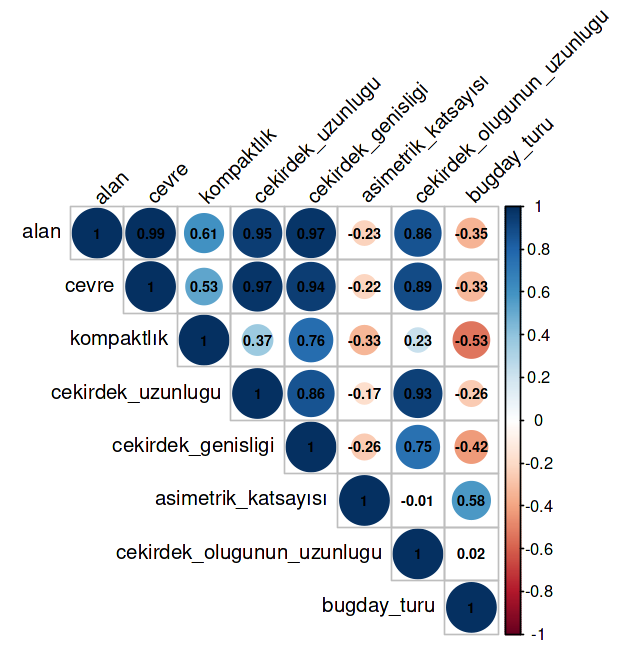 alan
cevre
kompaktlık
cekirdek_uzunlugu
cekirdek_genisligi
asimetrik_katsayısı
cekirdek_olugunun_uzunlugu
bugday_turu
alan 1 0.99 0.61 0.95 0.97 -0.23 0.86 -0.35
cevre 1 0.53 0.97 0.94 -0.22 0.89 -0.33
kompaktlık 1 0.37 0.76 -0.33 0.23 -0.53
cekirdek_uzunlugu 1 0.86 -0.17 0.93 -0.26
cekirdek_genisligi 1 -0.26 0.75 -0.42
asimetrik_katsayısı 1 -0.01 0.58
cekirdek_olugunun_uzunlugu 1 0.02
bugday_turu 1
1
0.8
0.6
0.4
0.2
0
-0.2
-0.4
-0.6
-0.8
-1